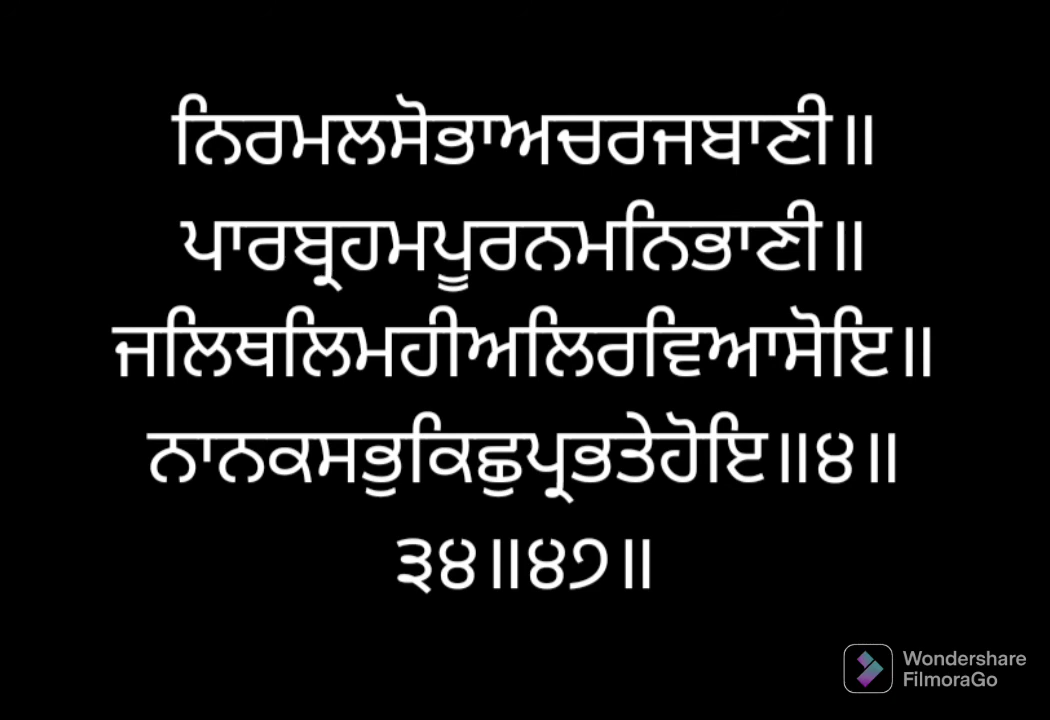 ਨਿਰਮਲਸੋਭਾਅਚਰਜਬਾਣੀ॥
ਪਾਰਬ੍ਰਹਮਪੂਰਨਮਨਿਭਾਣੀ॥
ਜਲਿਥਲਿਮਹੀਅਲਿਰਵਿਆਸੋਇ॥
ਨਾਨਕਸਭੁਕਿਛੁਪ੍ਰਭਤੇਹੋਇ॥੪॥
੩੪॥੪੭॥
Wondershare
FilmoraGo